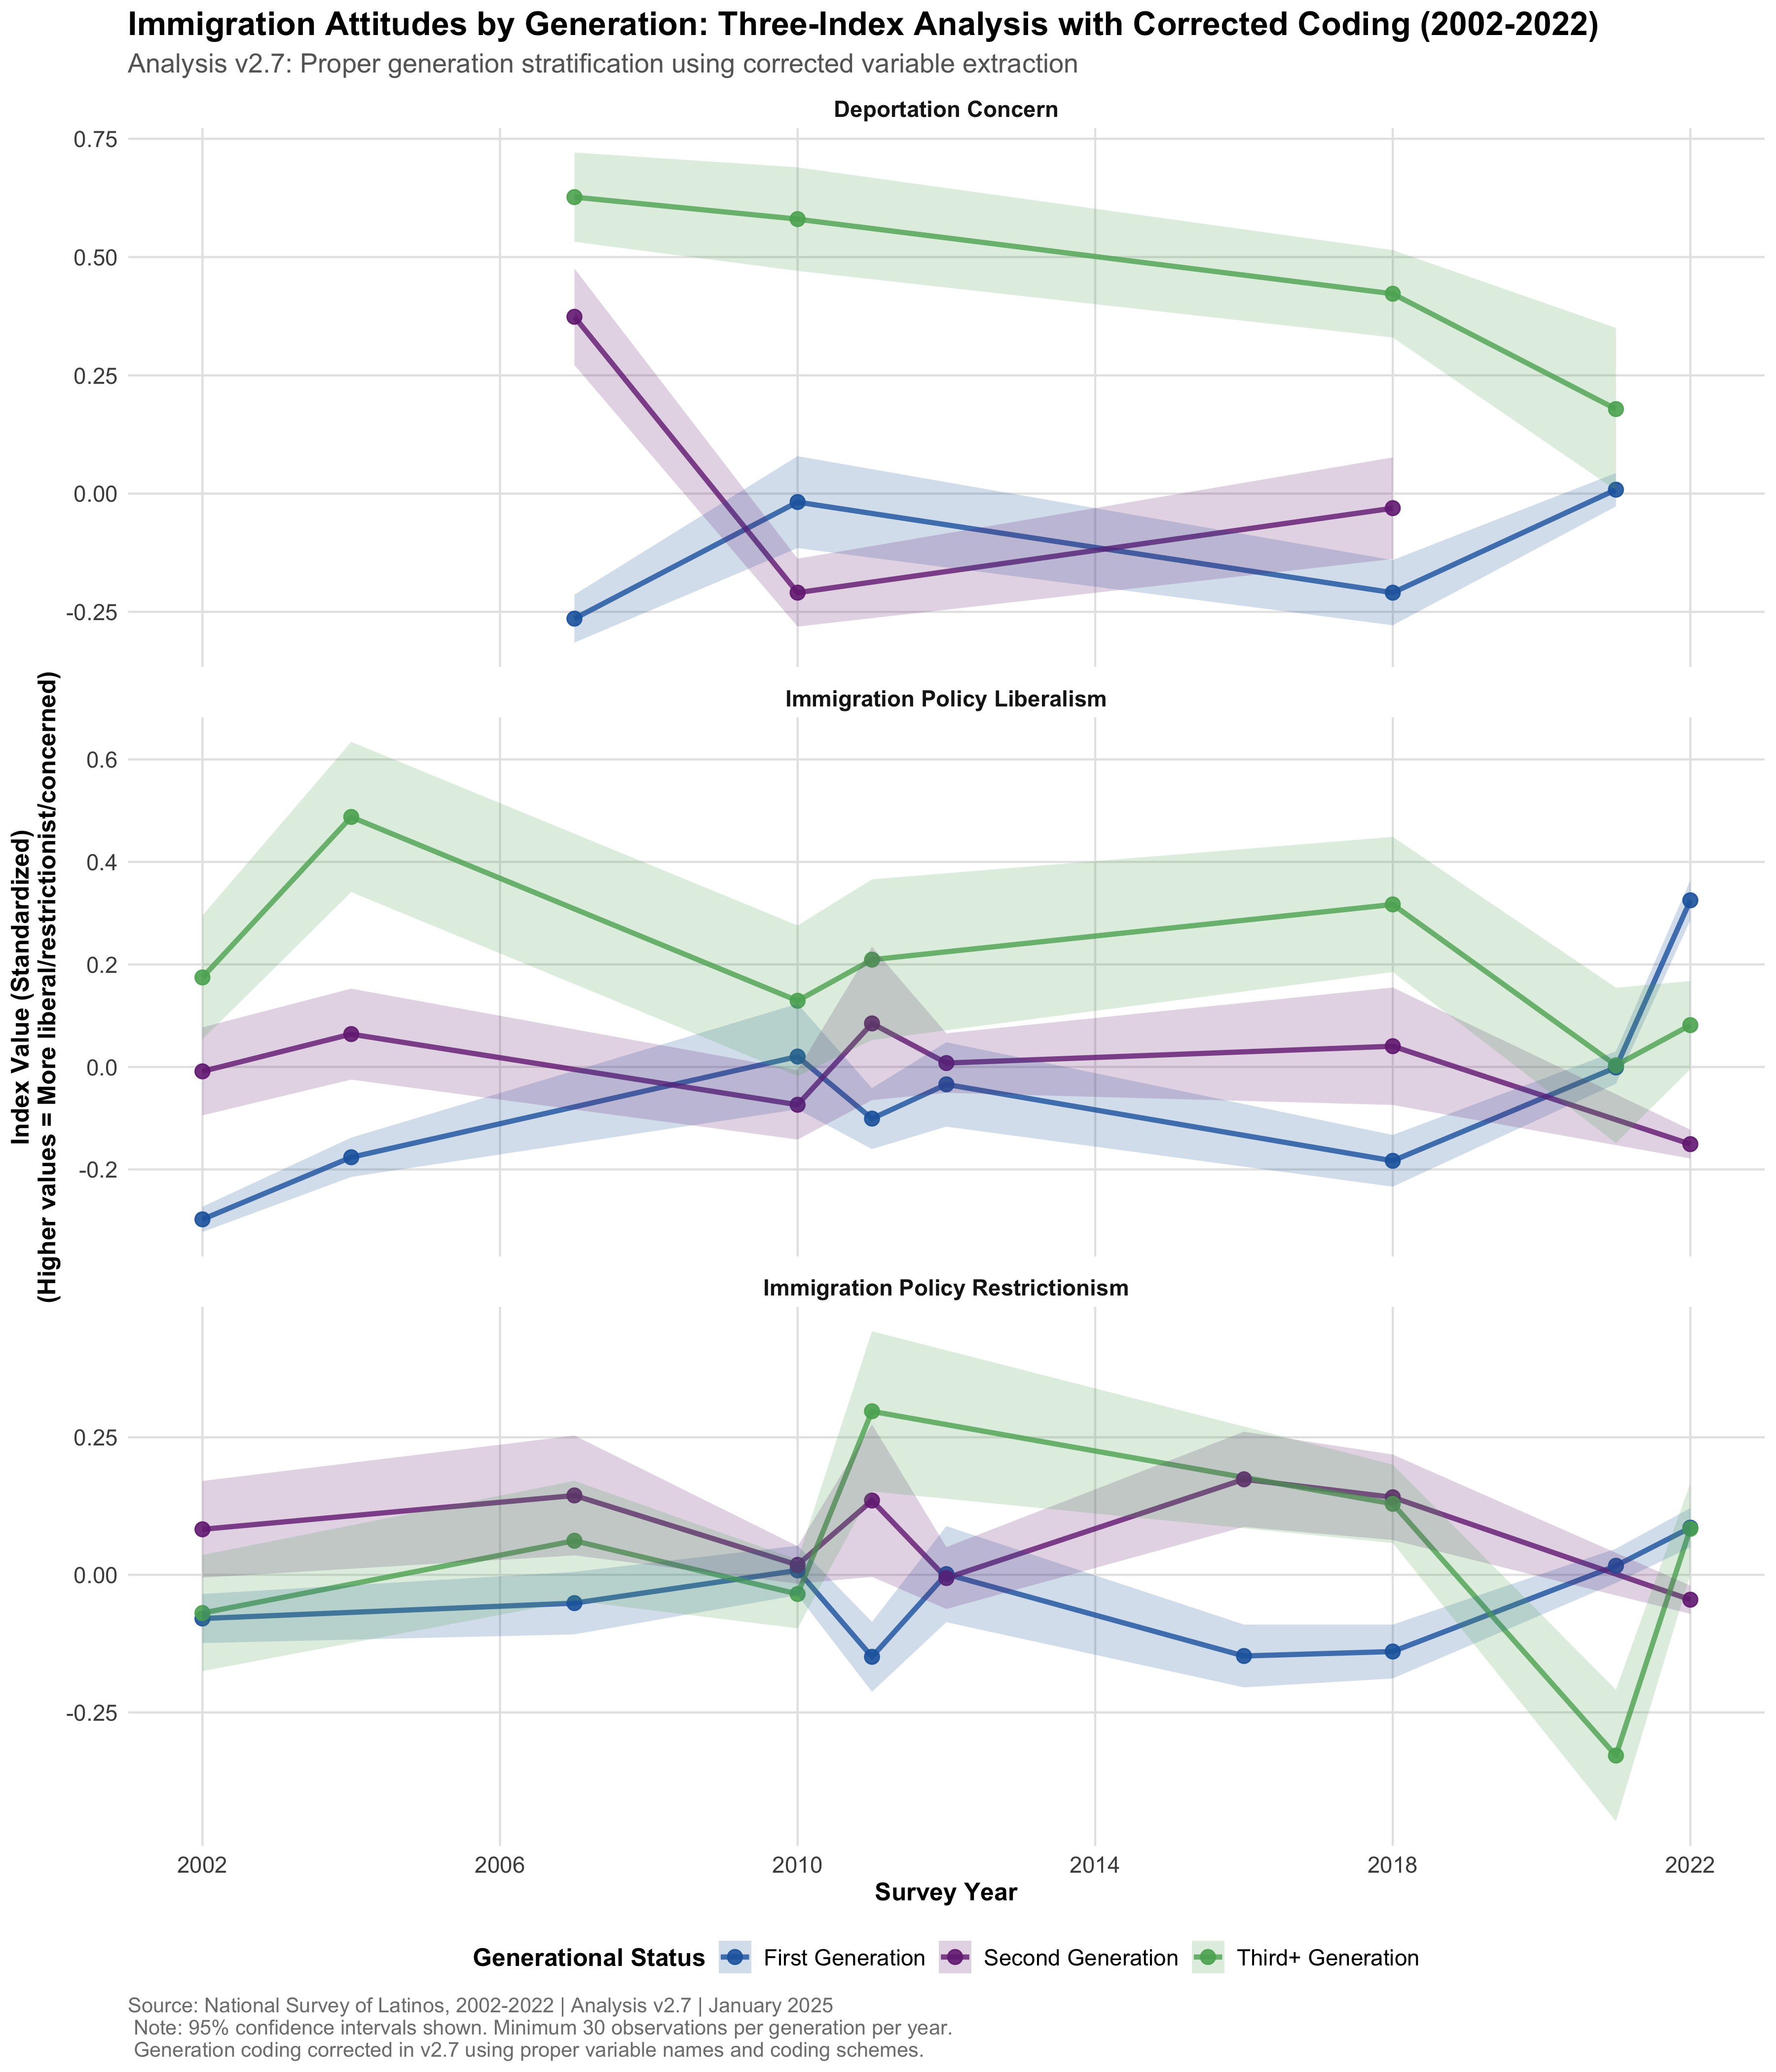 Immigration Attitudes by Generation: Three-Index Analysis with Corrected Coding (2002-2022)
Analysis v2.7: Proper generation stratification using corrected variable extraction
Deportation Concern
0.75
0.50
0.25
0.00
-0.25
Immigration Policy Liberalism
0.6
0.4
0.2
0.0
-0.2
Index Value (Standardized)
(Higher values = More liberal/restrictionist/concerned)
Immigration Policy Restrictionism
0.25
0.00
-0.25
2002 2006 2010 2014 2018 2022
Survey Year
Generational Status First Generation Second Generation Third+ Generation
Source: National Survey of Latinos, 2002-2022 | Analysis v2.7 | January 2025
Note: 95% confidence intervals shown. Minimum 30 observations per generation per year.
Generation coding corrected in v2.7 using proper variable names and coding schemes.